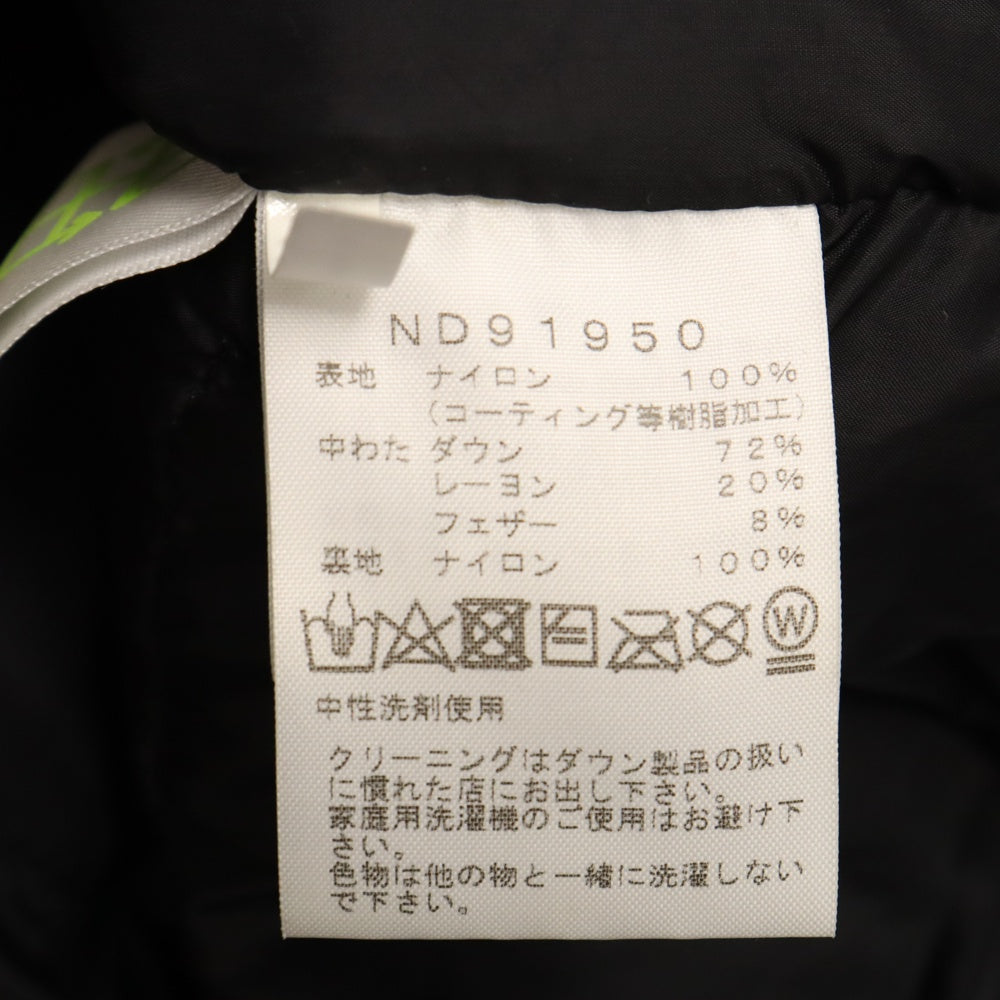 ND91950
表地 ナイロン 100%
(コーティング等樹脂加工)
中わた ダウン 72%
レーヨン 20%
フェザー 8%
裏地 ナイロン 100%
W
中性洗剤使用
クリーニングはダウン製品の扱い
に慣れた店にお出し下さい。
家庭用洗濯機のご使用はお避け下
さい。
色物は他の物と一緒に洗濯しない
で下さい。